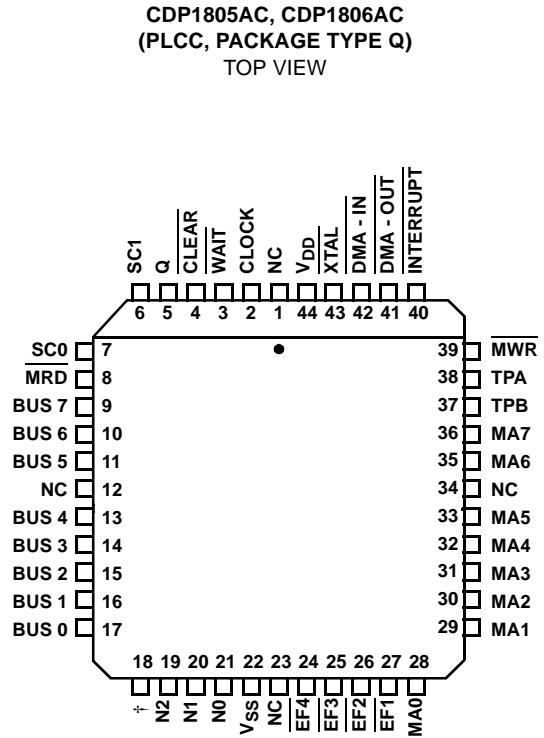 CDP1805AC, CDP1806AC
(PLCC, PACKAGE TYPE Q)
TOP VIEW
SC1 Q CLEAR WAIT CLOCK NC VDD XTAL DMA - IN DMA - OUT INTERRUPT
6 5 4 3 2 1 44 43 42 41 40
SC0 7 39 MWR
MRD 8 38 TPA
BUS 7 9 37 TPB
BUS 6 10 36 MA7
BUS 5 11 35 MA6
NC 12 34 NC
BUS 4 13 33 MA5
BUS 3 14 32 MA4
BUS 2 15 31 MA3
BUS 1 16 30 MA2
BUS 0 17 29 MA1
18 19 20 21 22 23 24 25 26 27 28
† N2 N1 N0 VSS NC EF4 EF3 EF2 EF1 MA0